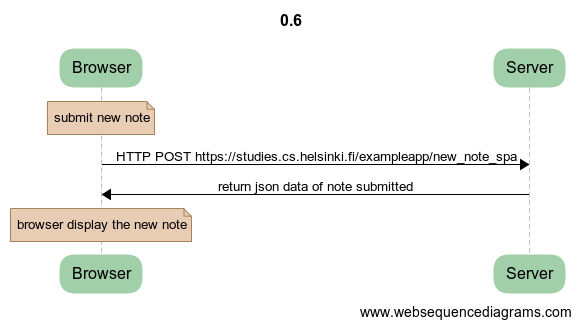 0.6
Browser Server
submit new note
HTTP POST https://studies.cs.helsinki.fi/exampleapp/new_note_spa
return json data of note submitted
browser display the new note
Browser Server
www.websequencediagrams.com